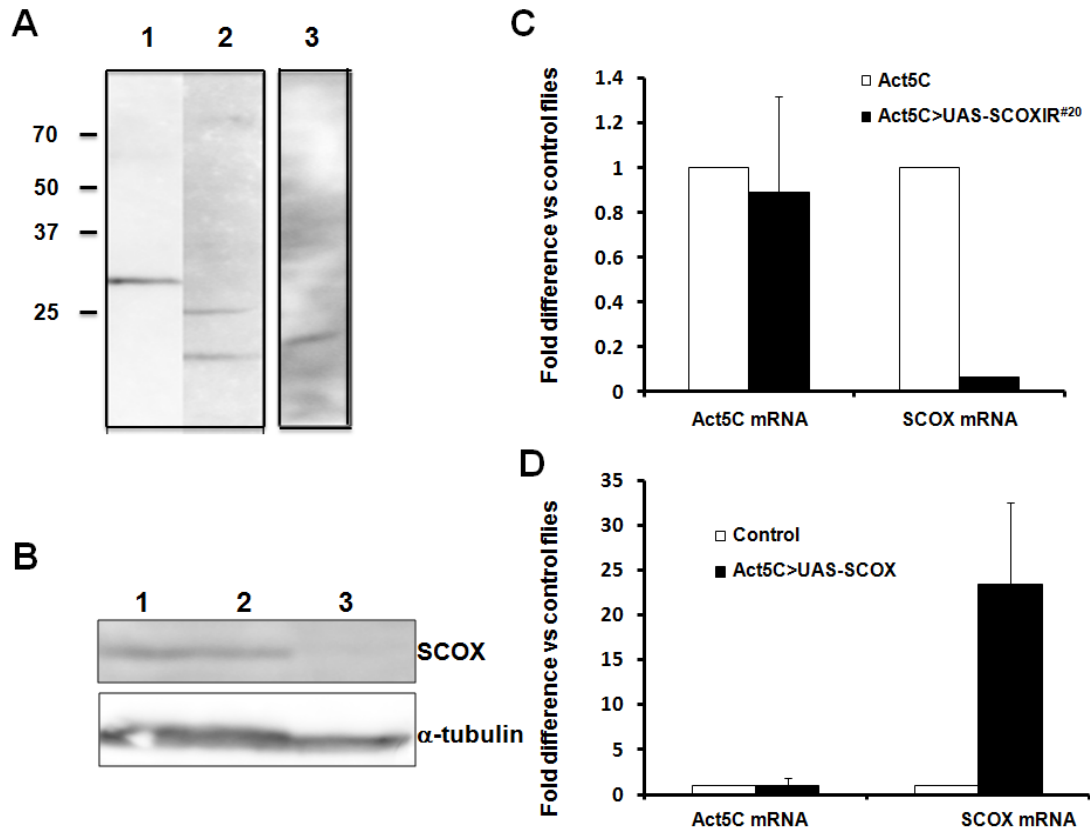 A
1 2 3
70
50
37
25
B
1 2 3
SCOX
α-tubulin
C
Fold difference vs control flies
1.4
1.2
1
0.8
0.6
0.4
0.2
0
Act5C
Act5C>UAS-SCOXIR#20
Act5C mRNA SCOX mRNA
D
Fold difference vs control flies
35
30
25
20
15
10
5
0
Control
Act5C>UAS-SCOX
Act5C mRNA SCOX mRNA